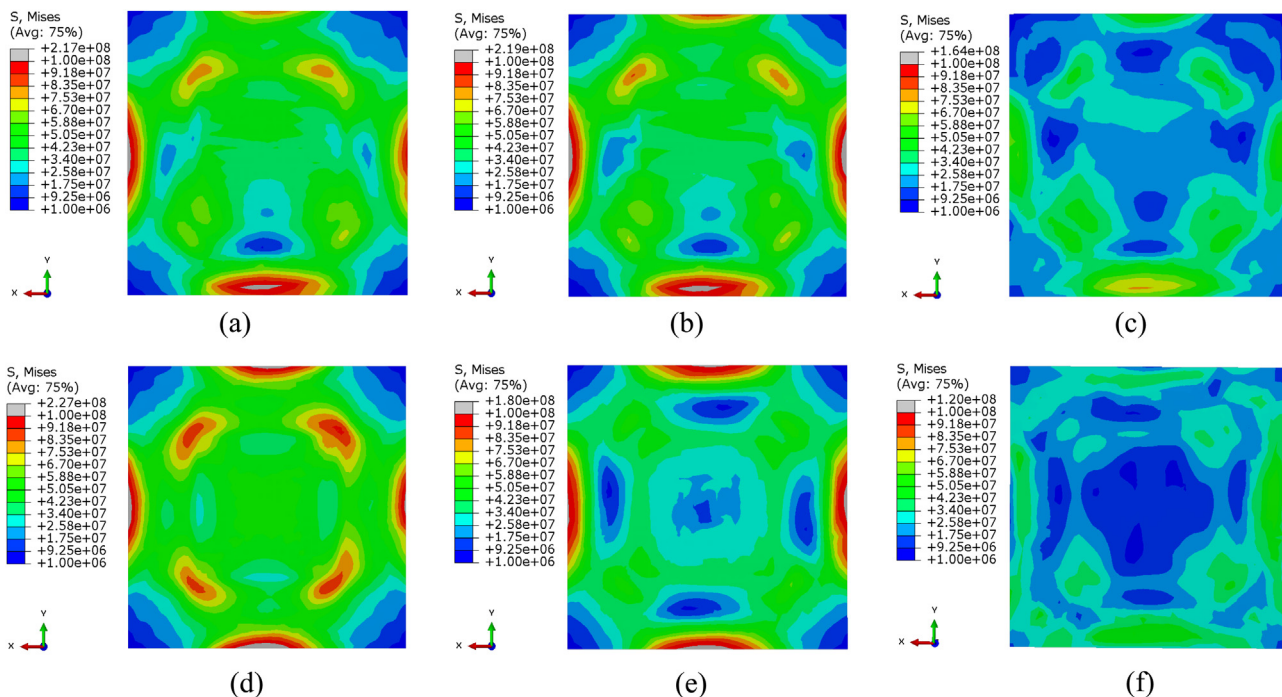 S, Mises
(Avg: 75%)
+2.17e+08
+1.00e+08
+9.18e+07
+8.35e+07
+7.53e+07
+6.70e+07
+5.88e+07
+5.05e+07
+4.23e+07
+3.40e+07
+2.58e+07
+1.75e+07
+9.25e+06
+1.00e+06
Y
X
(a)
S, Mises
(Avg: 75%)
+2.19e+08
+1.00e+08
+9.18e+07
+8.35e+07
+7.53e+07
+6.70e+07
+5.88e+07
+5.05e+07
+4.23e+07
+3.40e+07
+2.58e+07
+1.75e+07
+9.25e+06
+1.00e+06
Y
X
(b)
S, Mises
(Avg: 75%)
+1.64e+08
+1.00e+08
+9.18e+07
+8.35e+07
+7.53e+07
+6.70e+07
+5.88e+07
+5.05e+07
+4.23e+07
+3.40e+07
+2.58e+07
+1.75e+07
+9.25e+06
+1.00e+06
Y
X
(c)
S, Mises
(Avg: 75%)
+2.27e+08
+1.00e+08
+9.18e+07
+8.35e+07
+7.53e+07
+6.70e+07
+5.88e+07
+5.05e+07
+4.23e+07
+3.40e+07
+2.58e+07
+1.75e+07
+9.25e+06
+1.00e+06
Y
X
(d)
S, Mises
(Avg: 75%)
+1.80e+08
+1.00e+08
+9.18e+07
+8.35e+07
+7.53e+07
+6.70e+07
+5.88e+07
+5.05e+07
+4.23e+07
+3.40e+07
+2.58e+07
+1.75e+07
+9.25e+06
+1.00e+06
Y
X
(e)
S, Mises
(Avg: 75%)
+1.20e+08
+1.00e+08
+9.18e+07
+8.35e+07
+7.53e+07
+6.70e+07
+5.88e+07
+5.05e+07
+4.23e+07
+3.40e+07
+2.58e+07
+1.75e+07
+9.25e+06
+1.00e+06
Y
X
(f)